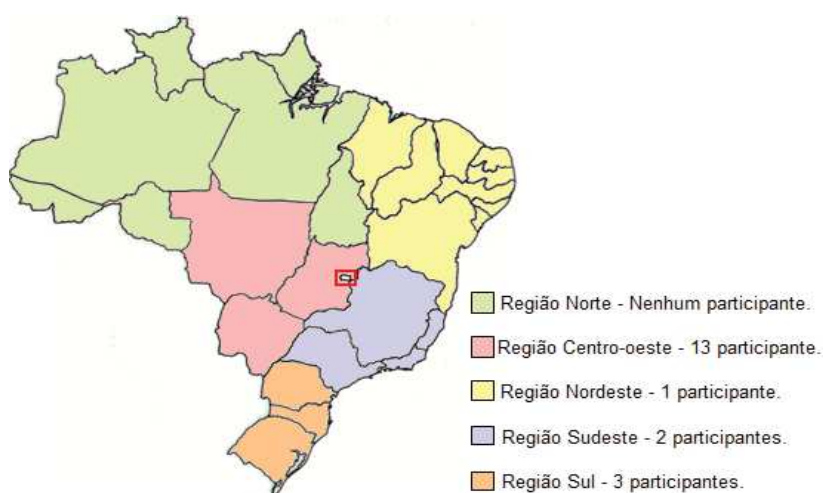 Região Norte - Nenhum participante.
Região Centro-oeste - 13 participante.
Região Nordeste - 1 participante.
Região Sudeste - 2 participantes.
Região Sul - 3 participantes.